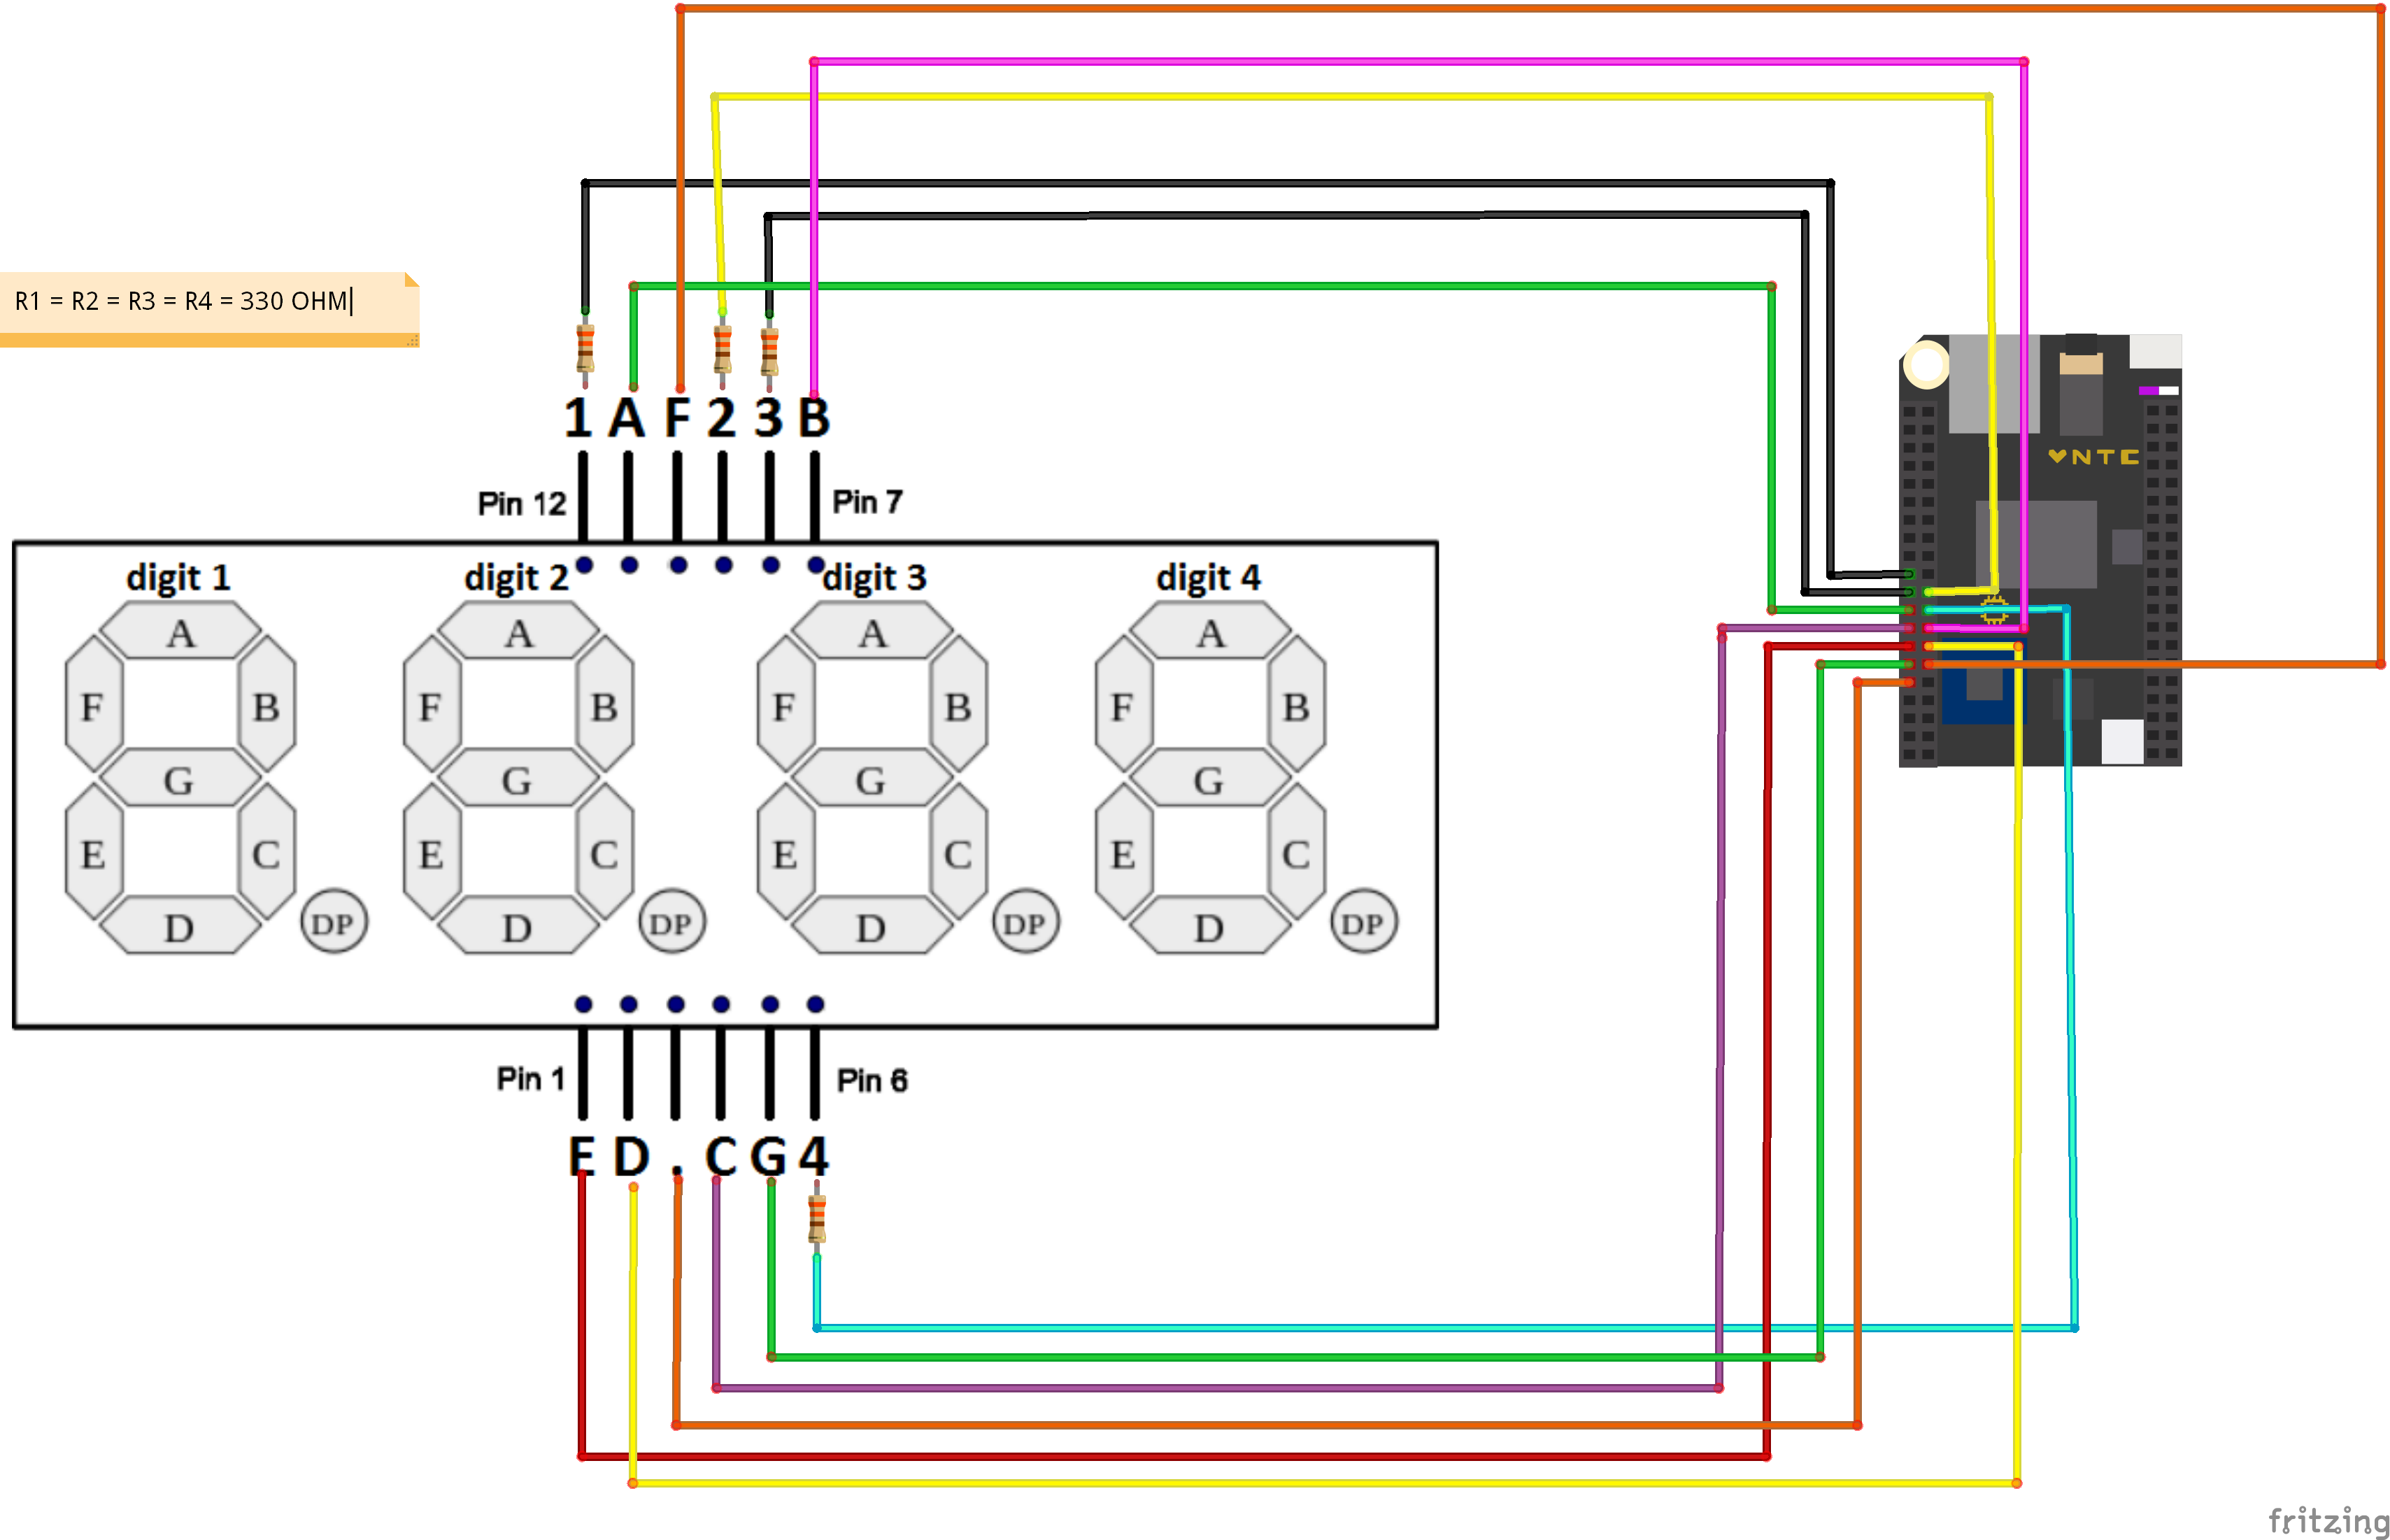 R1 = R2 = R3 = R4 = 330 OHM
1 A F 2 3 B
Pin 12 Pin 7
NTC
digit 1 digit 2 digit 3 digit 4
A A A A
F B F B F B F B
G G G G
E C E C E C E C
D DP D DP D DP D DP
Pin 1 Pin 6
E D . C G 4
fritzing